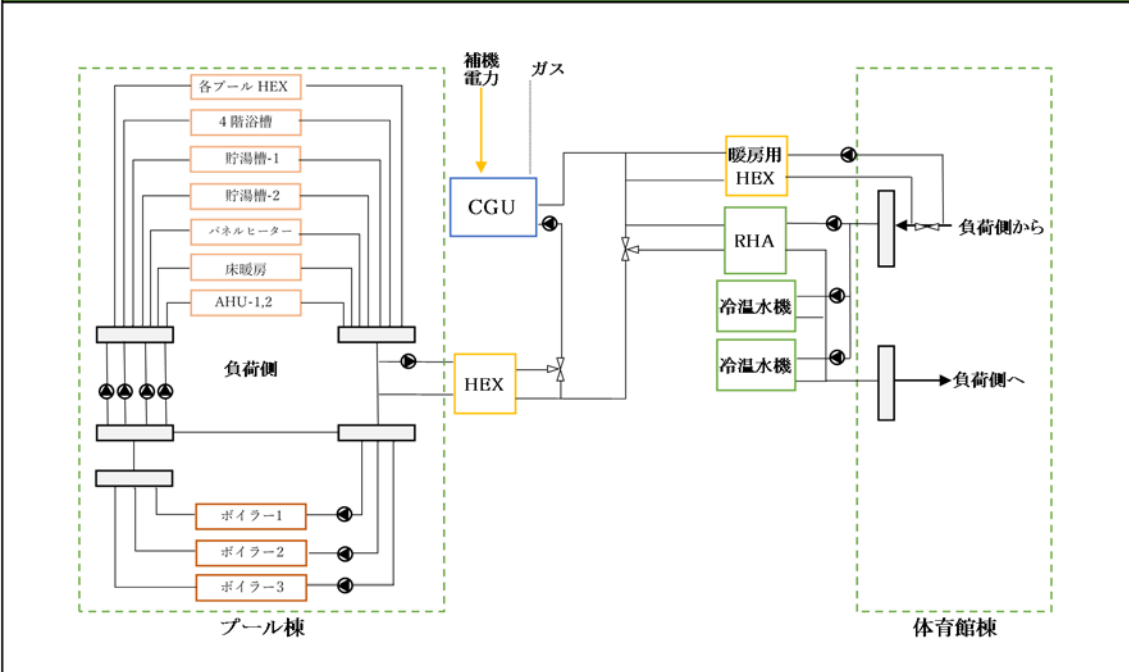 補機
電力
ガス
各プール HEX
4 階浴槽
貯湯槽-1
貯湯槽-2
パネルヒーター
床暖房
AHU-1,2
負荷側
CGU
HEX
暖房用
HEX
RHA
冷温水機
冷温水機
負荷側から
負荷側へ
ボイラー1
ボイラー2
ボイラー3
プール棟
体育館棟